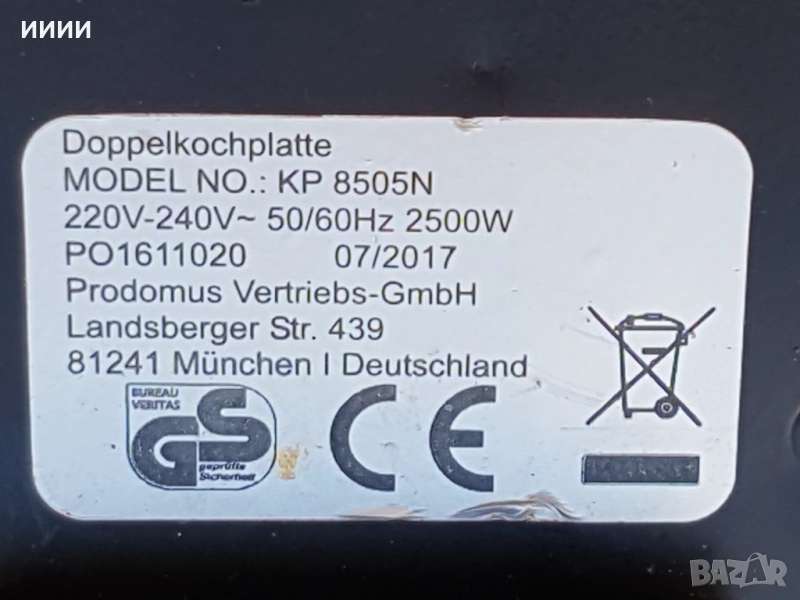 ииии
Doppelkochplatte
MODEL NO.: KP 8505N
220V-240V~ 50/60Hz 2500W
PO1611020 07/2017
Prodomus Vertriebs-GmbH
Landsberger Str. 439
81241 München I Deutschland
BUREAU
VERITAS
GS
geprüfte
Sicherheit
CE
BAZAR